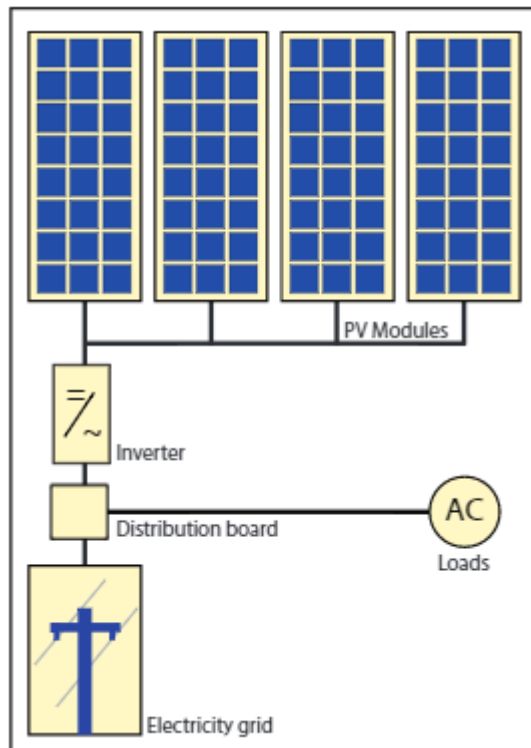 PV Modules
=
~
Inverter
Distribution board
AC
Loads
Electricity grid